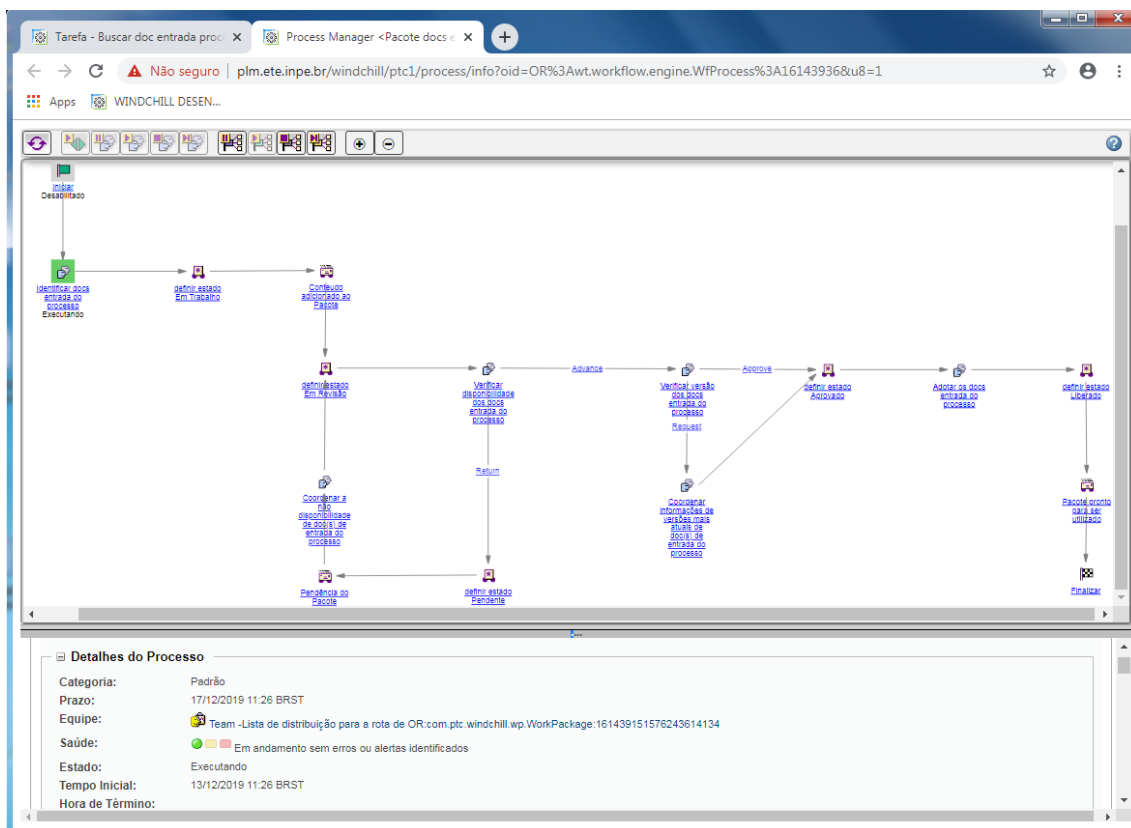 Tarefa - Buscar doc entrada proc
Process Manager <Pacote docs e
Não seguro | plm.ete.inpe.br/windchill/ptc1/process/info?oid=OR%3Awt.workflow.engine.WfProcess%3A16143936&u8=1
Apps WINDCHILL DESEN...
Iniciar
Desabilitado
Identificar docs
entrada do
processo
Executando
definir estado
Em Trabalho
Conteudo
adicionado ao
Pacote
definir estado
Em Revisão
Verificar
disponibilidade
dos docs
entrada do
processo
Advance
Verificar versão
dos docs
entrada do
processo
Approve
definir estado
Aprovado
Adotar os docs
entrada do
processo
definir estado
Liberado
Request
Return
Coordenar a
não
disponibilidade
de do(s) de
entrada do
processo
Coordenar
informações de
versões mais
atuais de
doc(s) de
entrada do
processo
Pacote pronto
para ser
utilizado
Pendência do
Pacote
definir estado
Pendente
Finalizar
Detalhes do Processo
Categoria: Padrão
Prazo: 17/12/2019 11:26 BRST
Equipe: Team -Lista de distribuição para a rota de OR:com.ptc.windchill.wp.WorkPackage:161439151576243614134
Saúde: Em andamento sem erros ou alertas identificados
Estado: Executando
Tempo Inicial: 13/12/2019 11:26 BRST
Hora de Término: